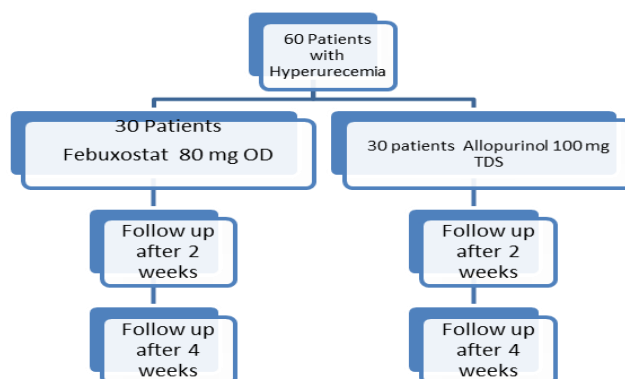 60 Patients
with
Hyperurecemia
30 Patients
Febuxostat 80 mg OD
30 patients Allopurinol 100 mg
TDS
Follow up
after 2
weeks
Follow up
after 2
weeks
Follow up
after 4
weeks
Follow up
after 4
weeks